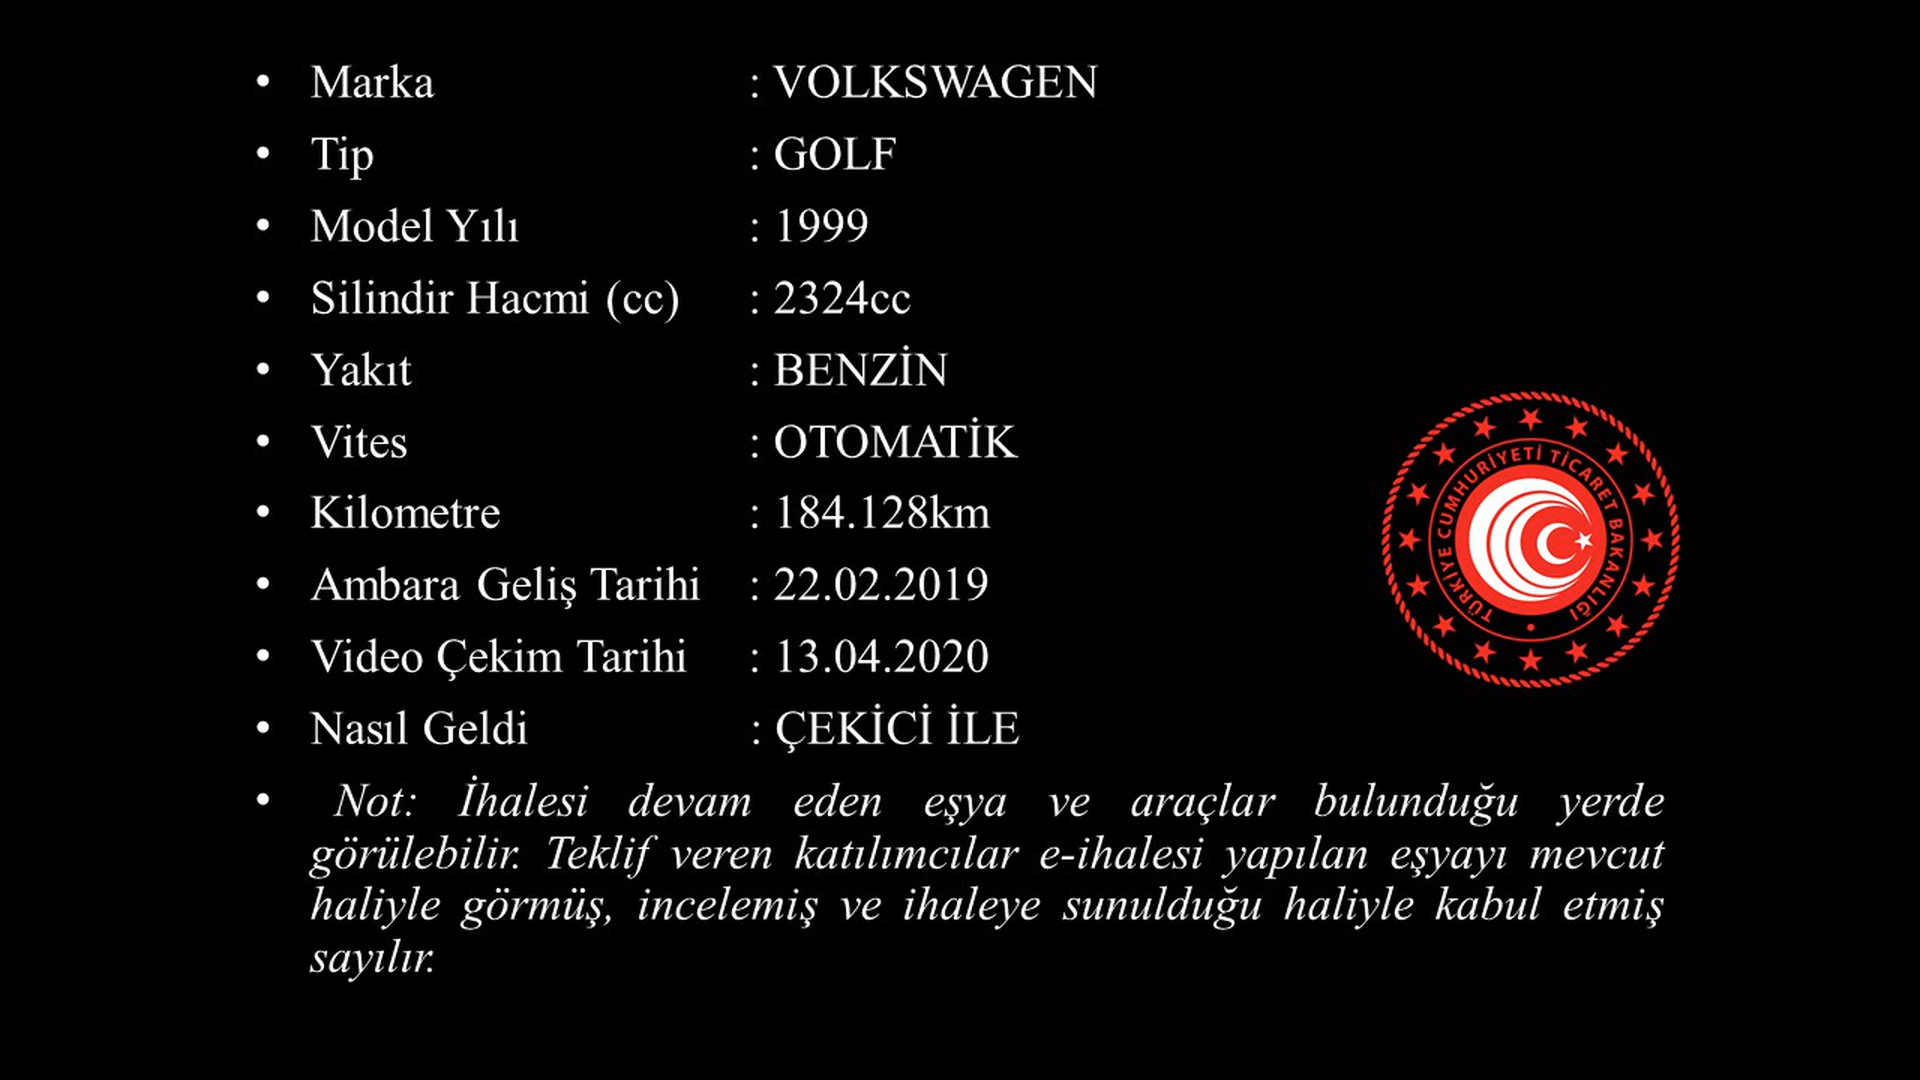 • Marka : VOLKSWAGEN
• Tip : GOLF
• Model Yılı : 1999
• Silindir Hacmi (cc) : 2324cc
• Yakıt : BENZİN
• Vites : OTOMATİK
• Kilometre : 184.128km
• Ambara Geliş Tarihi : 22.02.2019
• Video Çekim Tarihi : 13.04.2020
• Nasıl Geldi : ÇEKİCİ İLE
• Not: İhalesi devam eden eşya ve araçlar bulunduğu yerde
görülebilir. Teklif veren katılımcılar e-ihalesi yapılan eşyayı mevcut
haliyle görmüş, incelemiş ve ihaleye sunulduğu haliyle kabul etmiş
sayılır.
TÜRKİYE CUMHURİYETİ TİCARET BAKANLIĞI